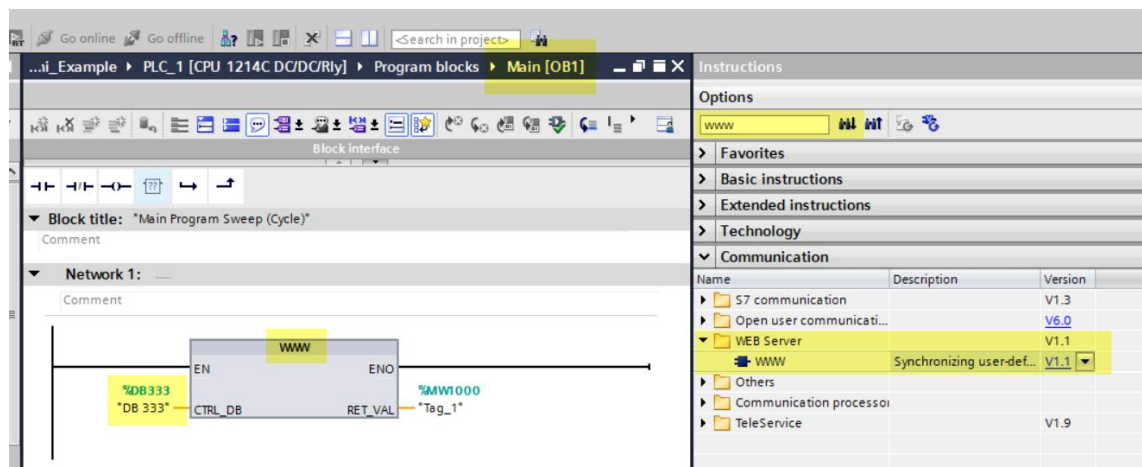 Go online Go offline <Search in project>
...i_Example ▸ PLC_1 [CPU 1214C DC/DC/Rly] ▸ Program blocks ▸ Main [OB1]
Block interface
??
Block title: "Main Program Sweep (Cycle)"
Comment
Network 1: .....
Comment
WWW
EN ENO
%DB333
"DB 333"
CTRL_DB
RET_VAL
%MW1000
"Tag_1"
Instructions
Options
www
Favorites
Basic instructions
Extended instructions
Technology
Communication
Name Description Version
S7 communication V1.3
Open user communicati... V6.0
WEB Server V1.1
WWW Synchronizing user-def... V1.1
Others
Communication processor
TeleService V1.9